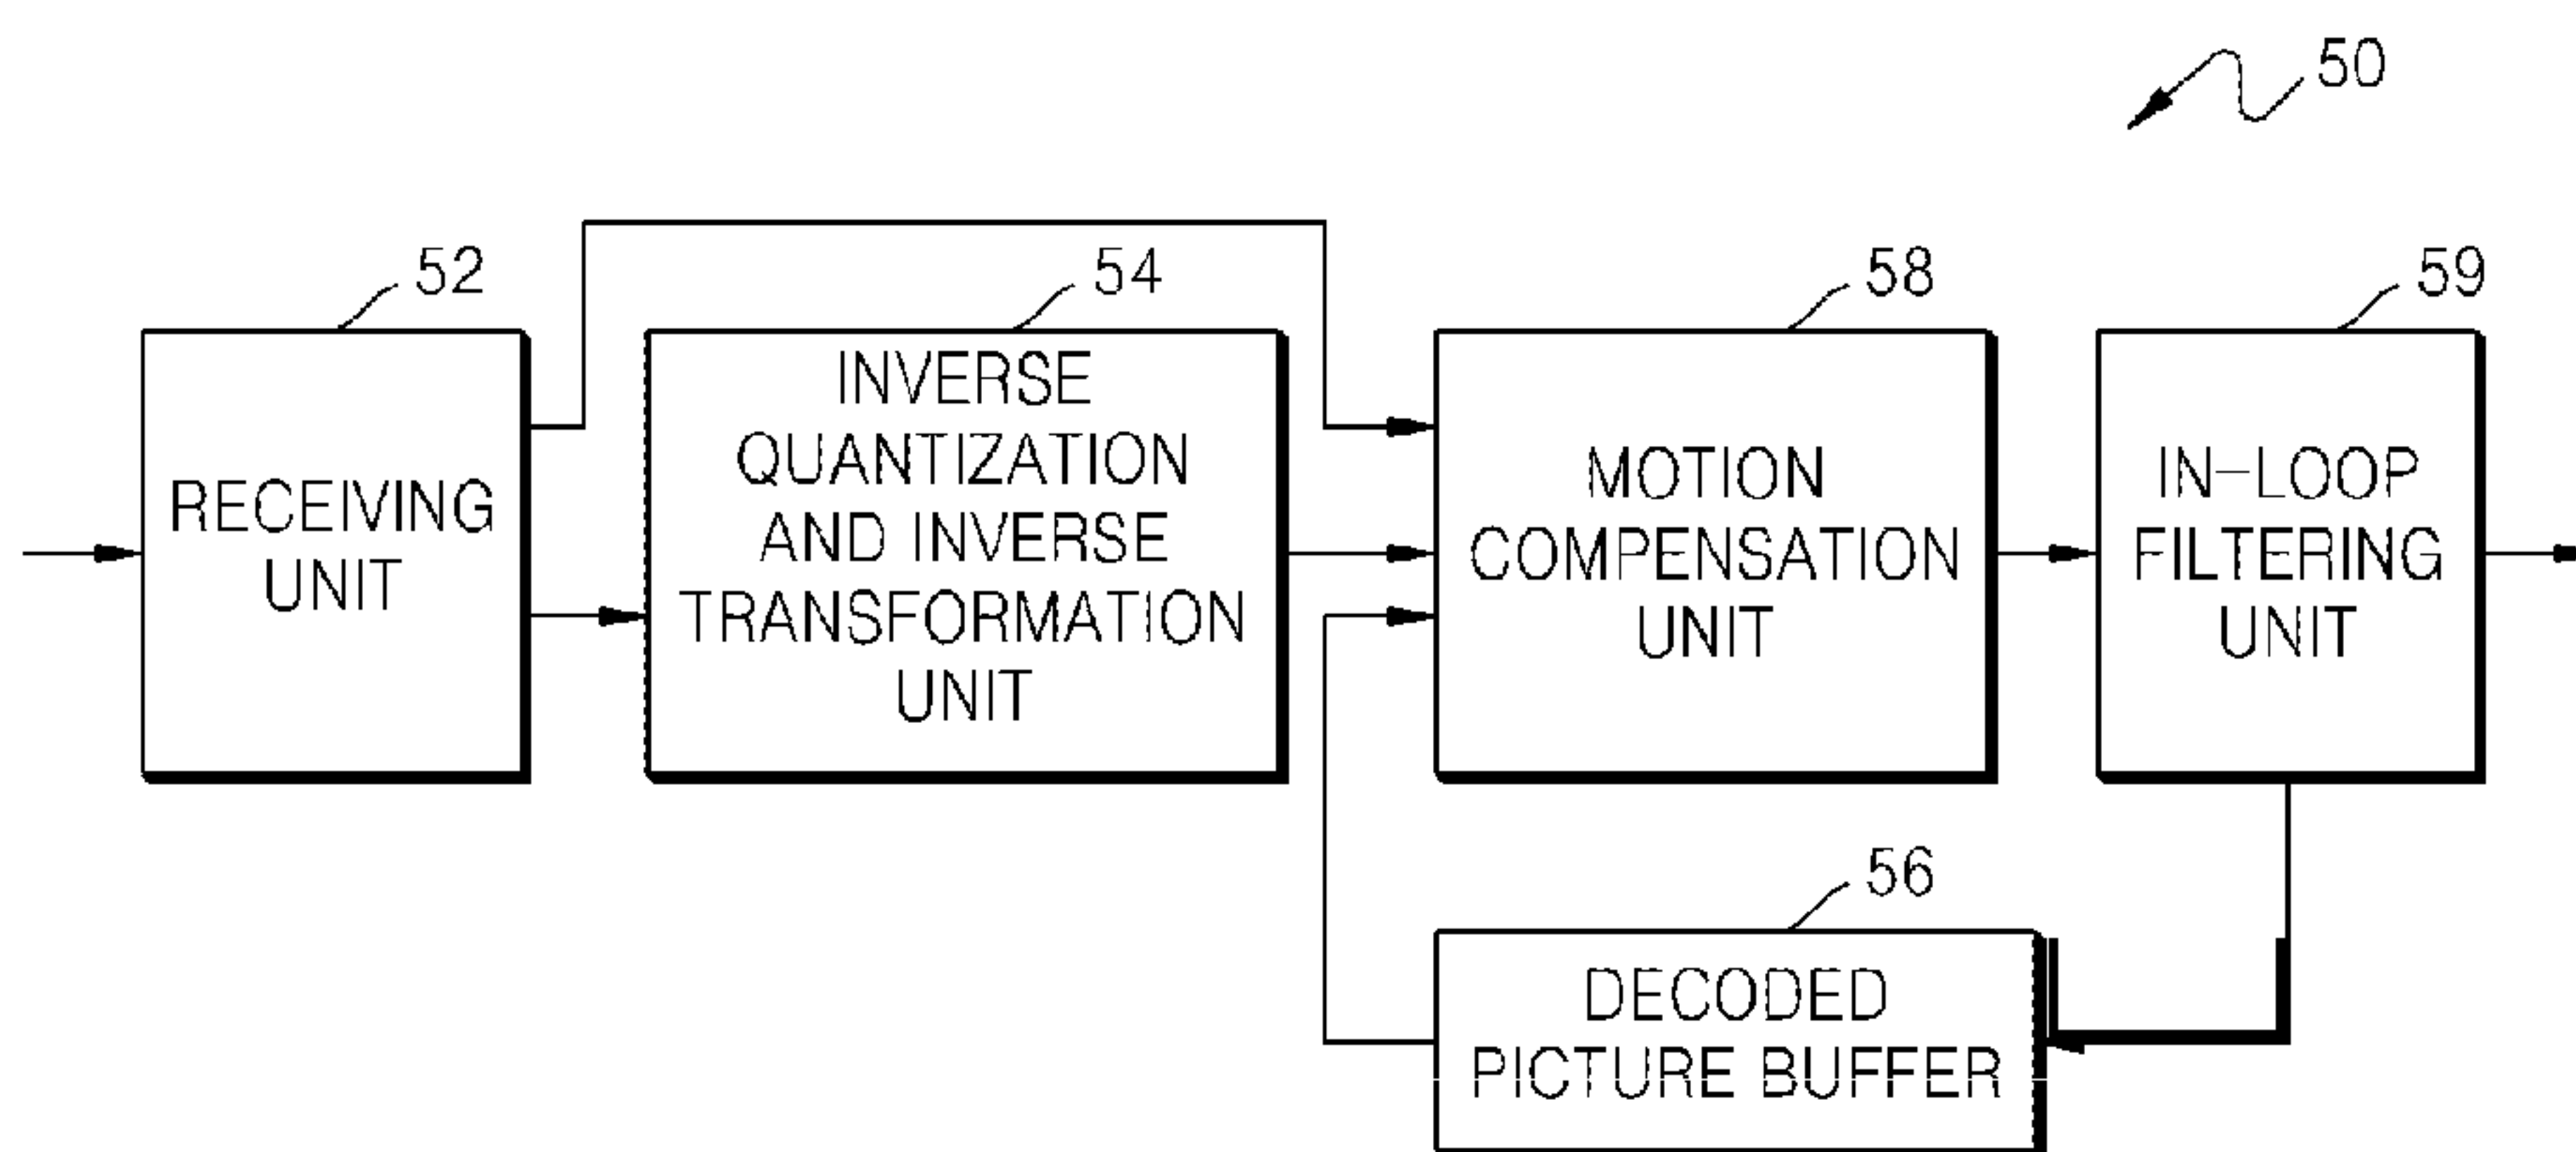 50
52
RECEIVING
UNIT
54
INVERSE
QUANTIZATION
AND INVERSE
TRANSFORMATION
UNIT
58
MOTION
COMPENSATION
UNIT
59
IN-LOOP
FILTERING
UNIT
56
DECODED
PICTURE BUFFER